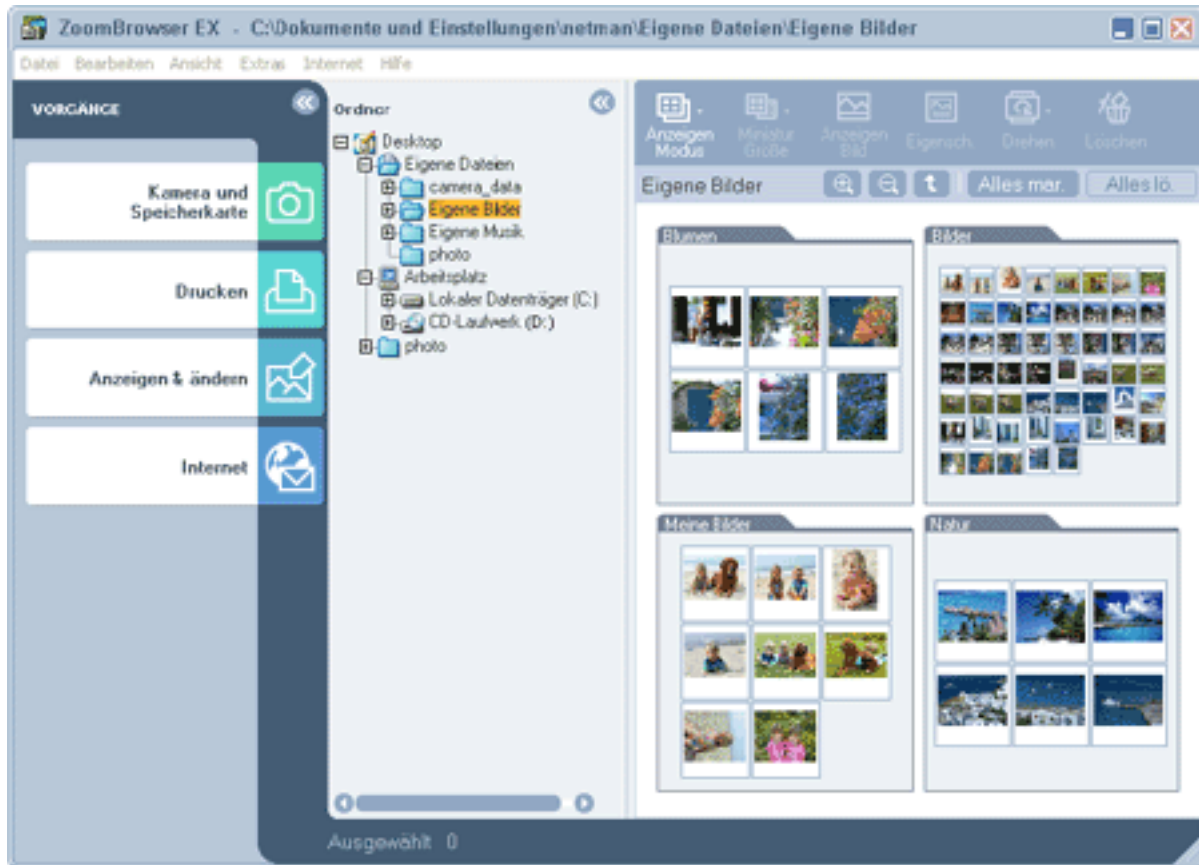 ZoomBrowser EX - C:\Dokumente und Einstellungen\netman\Eigene Dateien\Eigene Bilder
Datei Bearbeiten Ansicht Extras Internet Hilfe
VORGÄNGE
Kamera und
Speicherkarte
Drucken
Anzeigen & ändern
Internet
Ordner
Desktop
Eigene Dateien
camera_data
Eigene Bilder
Eigene Musik
photo
Arbeitsplatz
Lokaler Datenträger (C:)
CD-Laufwerk (D:)
photo
Anzeigen
Modus
Miniatur
Größe
Anzeigen
Bild
Eigensch.
Drehen
Löschen
Eigene Bilder
Alles mar.
Alles lö.
Blumen
Bilder
Meine Bilder
Natur
Ausgewählt 0